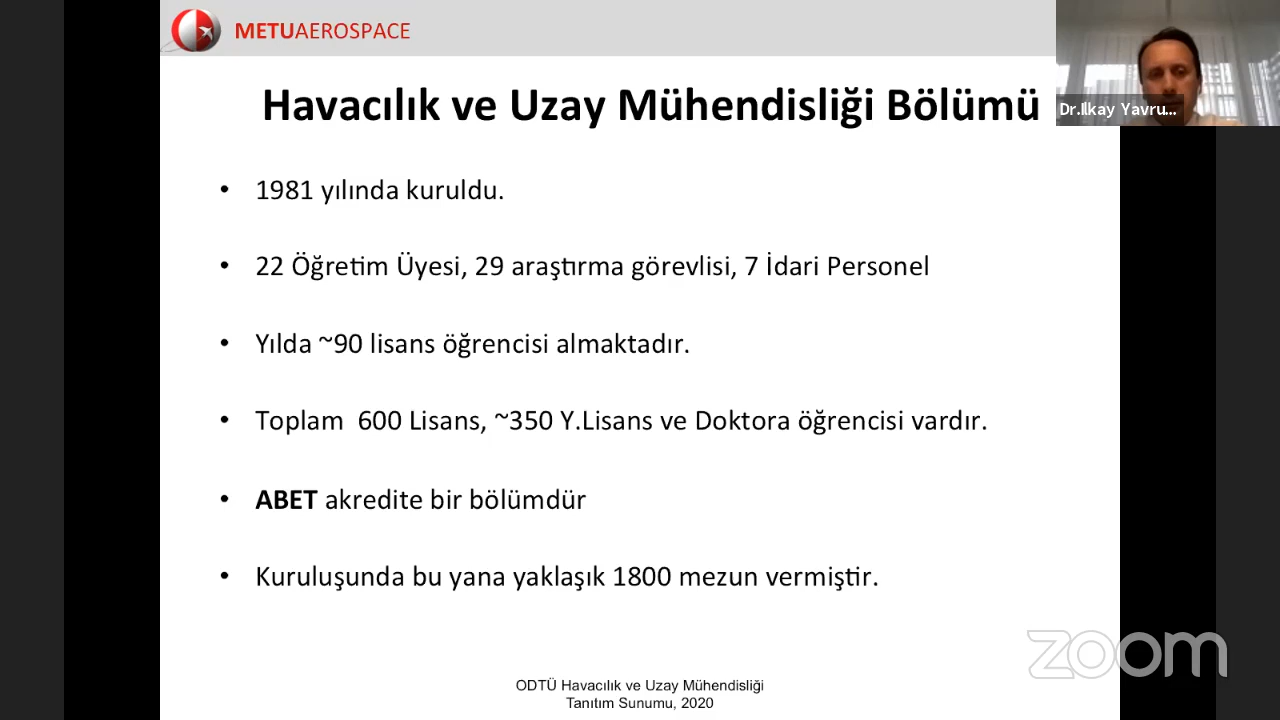 METUAEROSPACE
Havacılık ve Uzay Mühendisliği Bölümü
Dr.Ilkay Yavru...
• 1981 yılında kuruldu.
• 22 Öğretim Üyesi, 29 araştırma görevlisi, 7 İdari Personel
• Yılda ~90 lisans öğrencisi almaktadır.
• Toplam  600 Lisans, ~350 Y.Lisans ve Doktora öğrencisi vardır.
• ABET akredite bir bölümdür
• Kuruluşunda bu yana yaklaşık 1800 mezun vermiştir.
zoom
ODTÜ Havacılık ve Uzay Mühendisliği
Tanıtım Sunumu, 2020